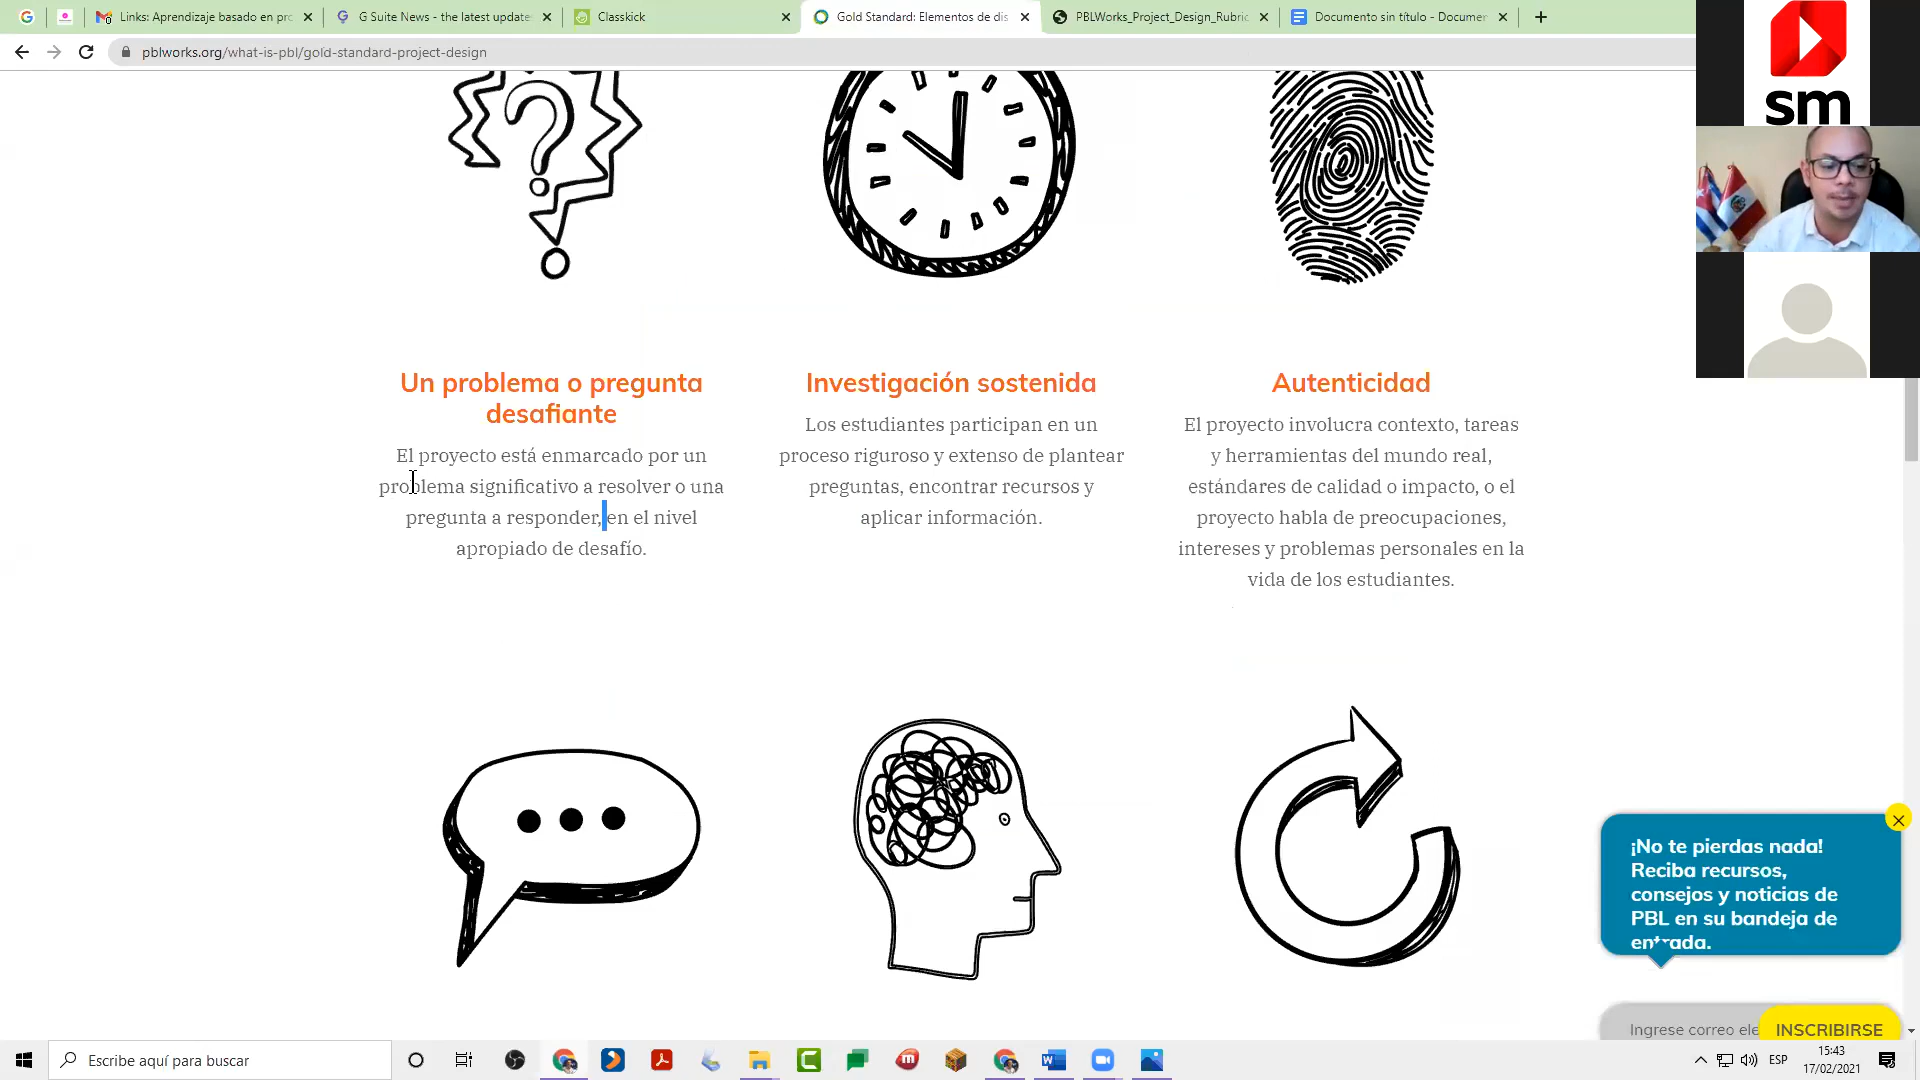 Links: Aprendizaje basado en pro
G Suite News - the latest update
Classkick
Gold Standard: Elementos de dis
PBLWorks_Project_Design_Rubric
Documento sin título - Documen
pblworks.org/what-is-pbl/gold-standard-project-design
sm
Un problema o pregunta
desafiante
El proyecto está enmarcado por un
problema significativo a resolver o una
pregunta a responder, en el nivel
apropiado de desafío.
Investigación sostenida
Los estudiantes participan en un
proceso riguroso y extenso de plantear
preguntas, encontrar recursos y
aplicar información.
Autenticidad
El proyecto involucra contexto, tareas
y herramientas del mundo real,
estándares de calidad o impacto, o el
proyecto habla de preocupaciones,
intereses y problemas personales en la
vida de los estudiantes.
¡No te pierdas nada!
Reciba recursos,
consejos y noticias de
PBL en su bandeja de
entrada.
Ingrese correo ele
INSCRIBIRSE
Escribe aquí para buscar
ESP
15:43
17/02/2021